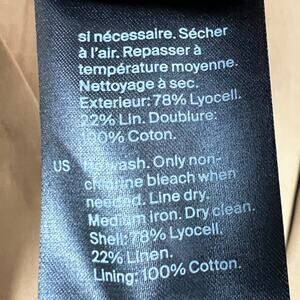 si nécessaire. Sécher
à l'air. Repasser à
température moyenne.
Nettoyage à sec.
Exterieur: 78% Lyocell.
22% Lin. Doublure:
100% Coton.
US wash. Only non-
chlorine bleach when
needed. Line dry.
Medium iron. Dry clean.
Shell: 78% Lyocell.
22% Linen.
Lining: 100% Cotton.